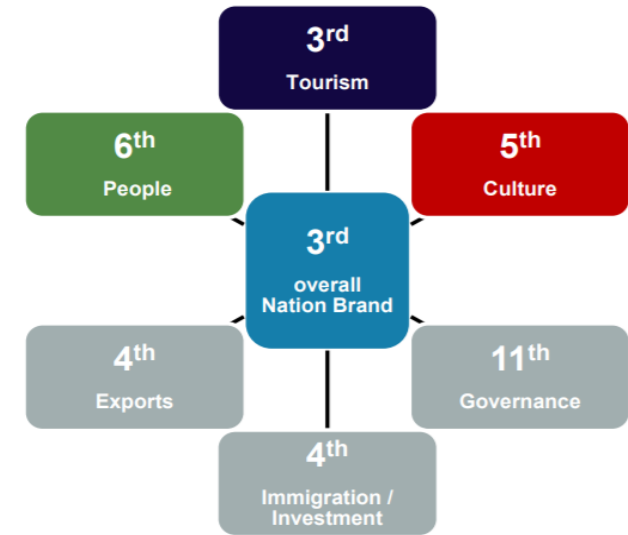 3rd
Tourism
6th
People
5th
Culture
3rd
overall
Nation Brand
4th
Exports
11th
Governance
4th
Immigration /
Investment